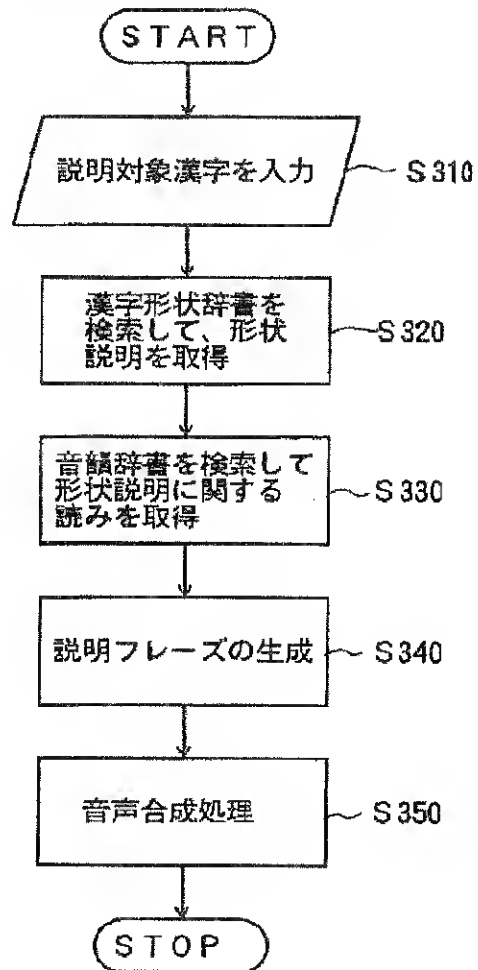 START
説明対象漢字を入力
S310
漢字形状辞書を
検索して、形状
説明を取得
S320
音韻辞書を検索して
形状説明に関する
読みを取得
S330
説明フレーズの生成
S340
音声合成処理
S350
STOP